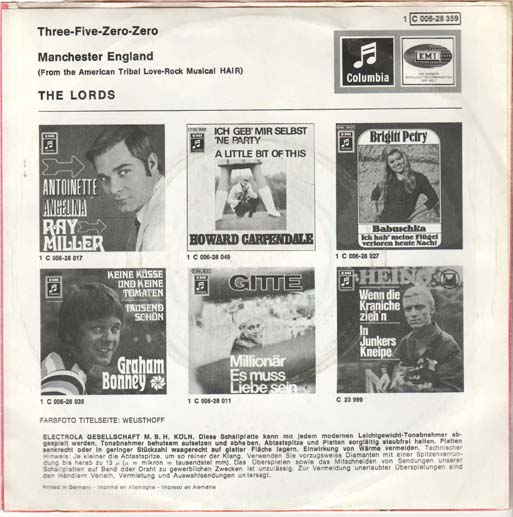 1 C 006-28 359
Three-Five-Zero-Zero
Manchester England
(From the American Tribal Love-Rock Musical HAIR)
THE LORDS
Columbia
EMI
ANTOINETTE
ANGELINA
RAY
MILLER
1 C 006-28 017
ICH GEB' MIR SELBST
'NE PARTY
A LITTLE BIT OF THIS
HOWARD CARPENDALE
1 C 006-28 049
Brigitt Petry
Babuschka
Ich hab' meine Flügel
verloren heute Nacht
1 C 006-28 027
KEINE KÜSSE
UND KEINE
TOMATEN
TAUSEND
SCHÖN
Graham
Bonney
1 C 006-28 035
GITTE
Millionär
Es muss
Liebe sein
1 C 006-28 011
HEINO
Wenn die
Kraniche
zieh'n
In
Junkers
Kneipe
C 23 999
FARBFOTO TITELSEITE: WEUSTHOFF
ELECTROLA GESELLSCHAFT M. B. H. KÖLN. Diese Schallplatte kann mit jedem modernen Leichtgewicht-Tonabnehmer ab-
gespielt werden. Tonabnehmer behutsam aufsetzen und abheben. Abtastspitze und Platten sorgfältig staubfrei halten. Platten
senkrecht oder in geringer Stückzahl waagerecht auf glatter Fläche lagern. Einwirkung von Wärme vermeiden. Technischer
Hinweis: Je kleiner die Abtastspitze, um so reiner der Klang. Verwenden Sie vorzugsweise Diamanten mit einer Spitzenverrun-
dung bis herab zu 13 μ (μ = mikron = tausendstel mm). Das Überspielen sowie das Mitschneiden von Sendungen unserer
Schallplatten auf Band oder Draht zu gewerblichen Zwecken ist unzulässig. Zur Vermeidung unerlaubter Überspielungen sind
den Händlern Verleih, Vermietung und Auswahlsendungen untersagt.
Printed in Germany - Imprimé en Allemagne - Impreso en Alemania